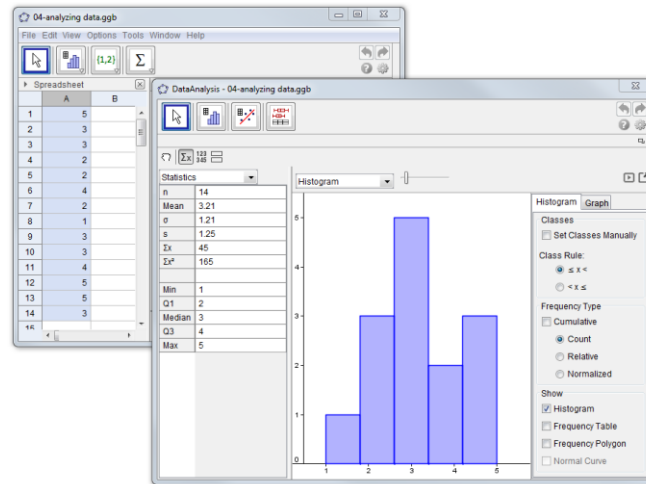 04-analyzing data.ggb
File Edit View Options Tools Window Help
{1,2} Σ
Spreadsheet
A B
1 5
2 3
3 3
4 2
5 2
6 4
7 2
8 1
9 3
10 3
11 4
12 5
13 5
14 3
DataAnalysis - 04-analyzing data.ggb
Σx 123 345
Statistics
n 14
Mean 3.21
σ 1.21
s 1.25
Σx 45
Σx² 165
Min 1
Q1 2
Median 3
Q3 4
Max 5
Histogram
5
4
3
2
1
0
1 2 3 4 5
Histogram Graph
Classes
Set Classes Manually
Class Rule:
≤ x <
< x ≤
Frequency Type
Cumulative
Count
Relative
Normalized
Show
Histogram
Frequency Table
Frequency Polygon
Normal Curve